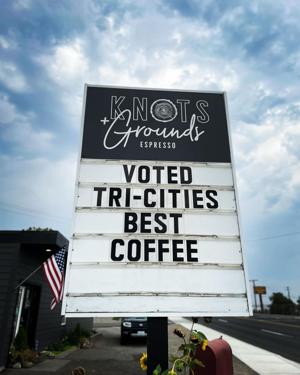 KNOTS
+ Grounds
ESPRESSO
VOTED
TRI-CITIES
BEST
COFFEE